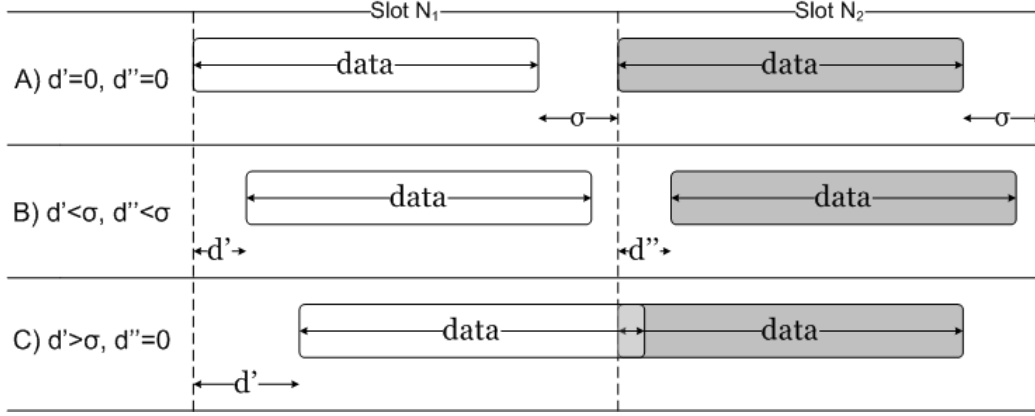 Slot N₁ Slot N₂
A) d'=0, d''=0 data data
σ σ
B) d'<σ, d''<σ data data
d' d''
C) d'>σ, d''=0 data data
d'